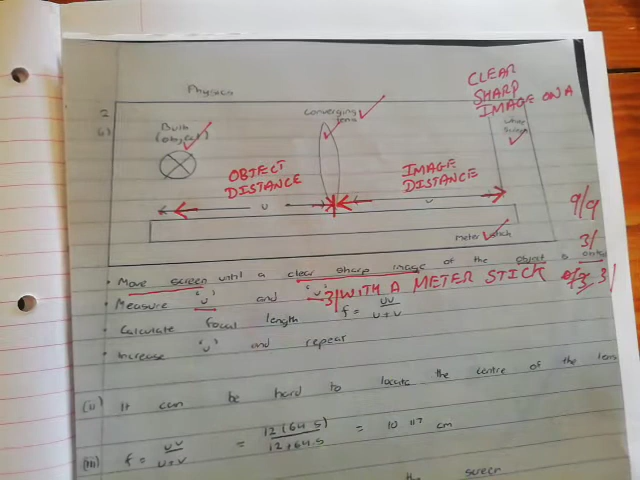 Physics
CLEAR
SHARP
IMAGE ON A
2
b)
Bulb
(object)
Converging
lens
screen
OBJECT
DISTANCE
IMAGE
DISTANCE
u
v
9/9
meter stick
3/
• Move screen until a clear sharp image of the object is
• Measure 'u' and 'v' 3/ WITH A METER STICK 3/
• Calculate focal length f = uv/u+v
• Increase 'u' and repeat
(ii) It can be hard to locate the centre of the lens
(iii) f = uv/u+v = 12(64.5)/12+64.5 = 10.117 cm
the screen